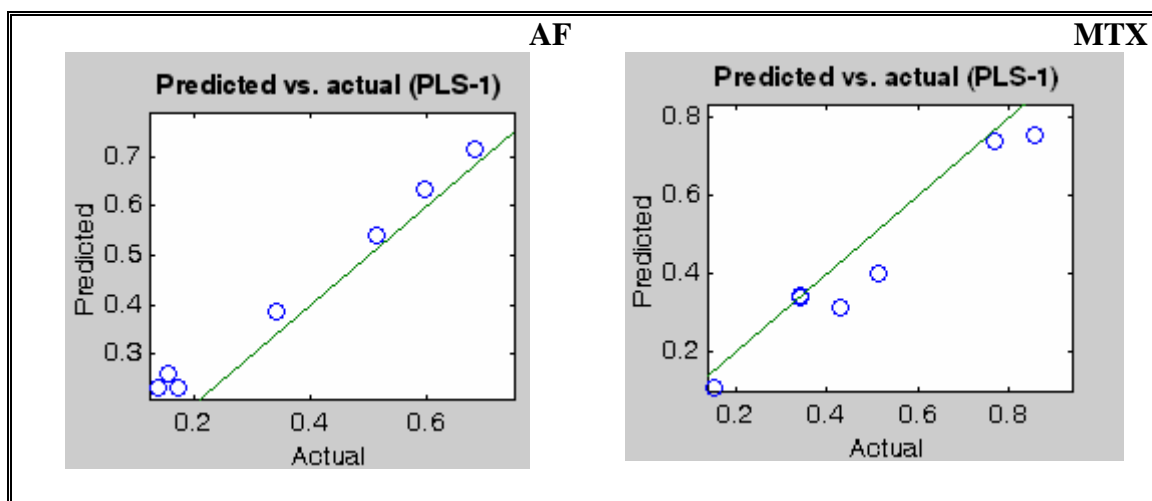 AF
Predicted vs. actual (PLS-1)
Predicted
0.7
0.6
0.5
0.4
0.3
0.2 0.4 0.6
Actual
MTX
Predicted vs. actual (PLS-1)
Predicted
0.8
0.6
0.4
0.2
0.2 0.4 0.6 0.8
Actual